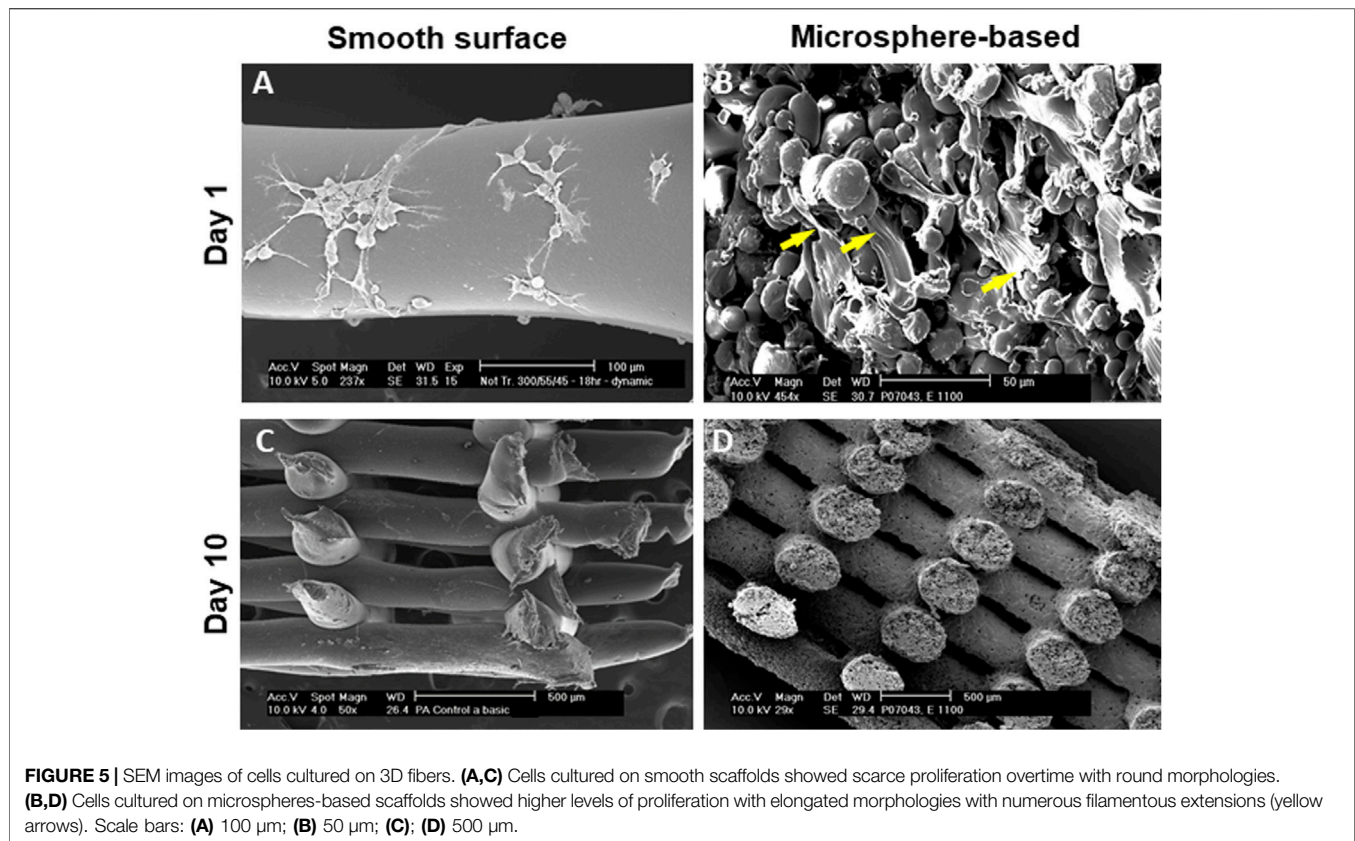 Smooth surface
Microsphere-based
Day 1
A
Acc.V Spot Magn Det WD Exp 100 µm
10.0 kV 5.0 237x SE 31.5 15 Not Tr. 300/55/45 - 18hr - dynamic
B
Acc.V Magn Det WD 50 µm
10.0 kV 454x SE 30.7 P07043, E 1100
Day 10
C
Acc.V Spot Magn WD 500 µm
10.0 kV 4.0 50x 26.4 PA Control a basic
D
Acc.V Magn Det WD 500 µm
10.0 kV 29x SE 29.4 P07043, E 1100
FIGURE 5 | SEM images of cells cultured on 3D fibers. (A,C) Cells cultured on smooth scaffolds showed scarce proliferation overtime with round morphologies.
(B,D) Cells cultured on microspheres-based scaffolds showed higher levels of proliferation with elongated morphologies with numerous filamentous extensions (yellow
arrows). Scale bars: (A) 100 µm; (B) 50 µm; (C); (D) 500 µm.